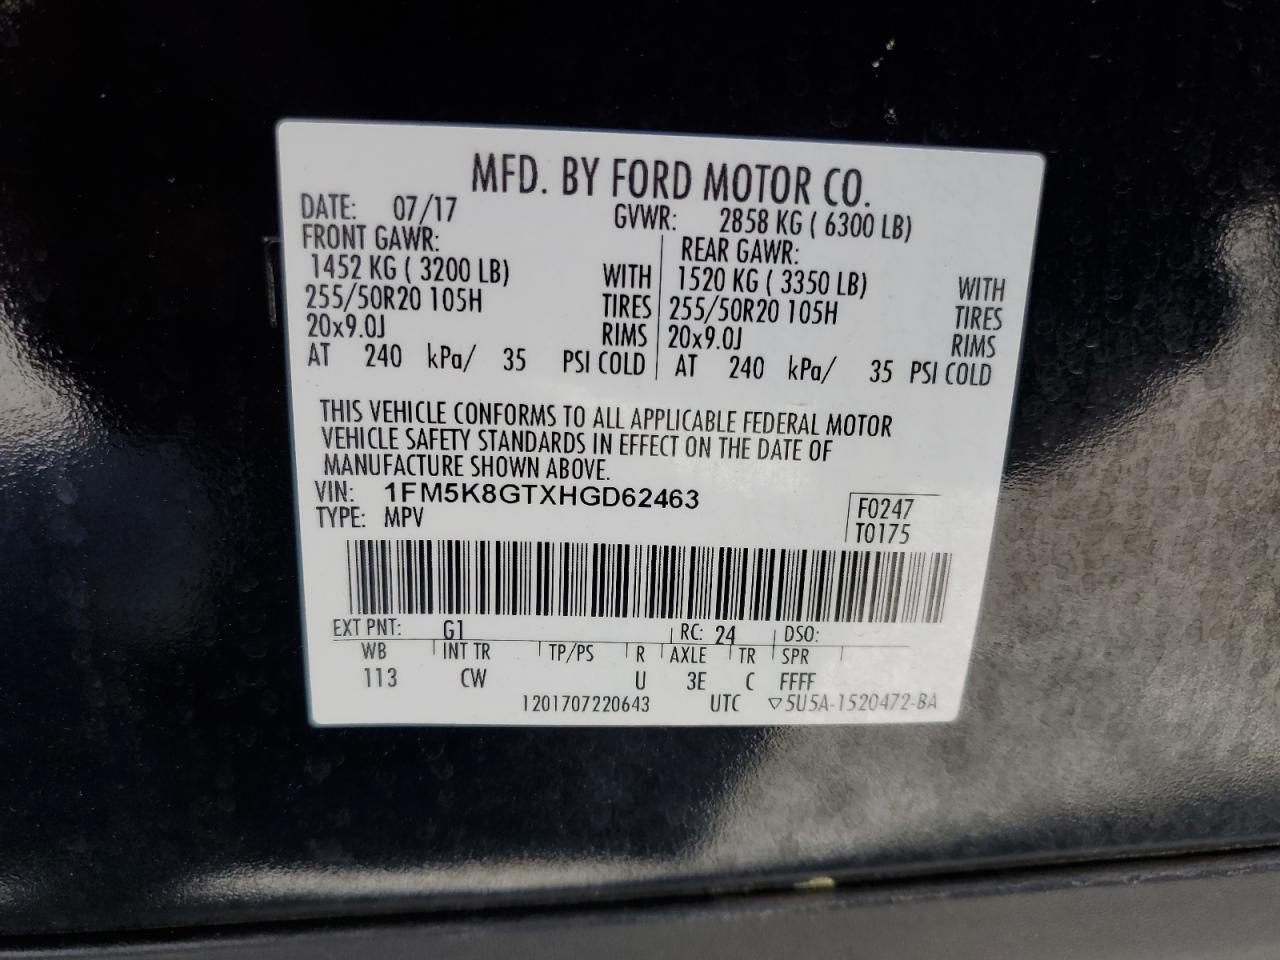 MFD. BY FORD MOTOR CO.
DATE: 07/17 GVWR: 2858 KG ( 6300 LB)
FRONT GAWR: REAR GAWR:
1452 KG ( 3200 LB) WITH 1520 KG ( 3350 LB) WITH
255/50R20 105H TIRES 255/50R20 105H TIRES
20x9.0J RIMS 20x9.0J RIMS
AT 240 kPa/ 35 PSI COLD AT 240 kPa/ 35 PSI COLD
THIS VEHICLE CONFORMS TO ALL APPLICABLE FEDERAL MOTOR
VEHICLE SAFETY STANDARDS IN EFFECT ON THE DATE OF
MANUFACTURE SHOWN ABOVE.
VIN: 1FM5K8GTXHGD62463 F0247
TYPE: MPV T0175
EXT PNT: G1 RC: 24 DSO:
WB INT TR TP/PS R AXLE TR SPR
113 CW U 3E C FFFF
1201707220643 UTC ▽5U5A-1520472-BA